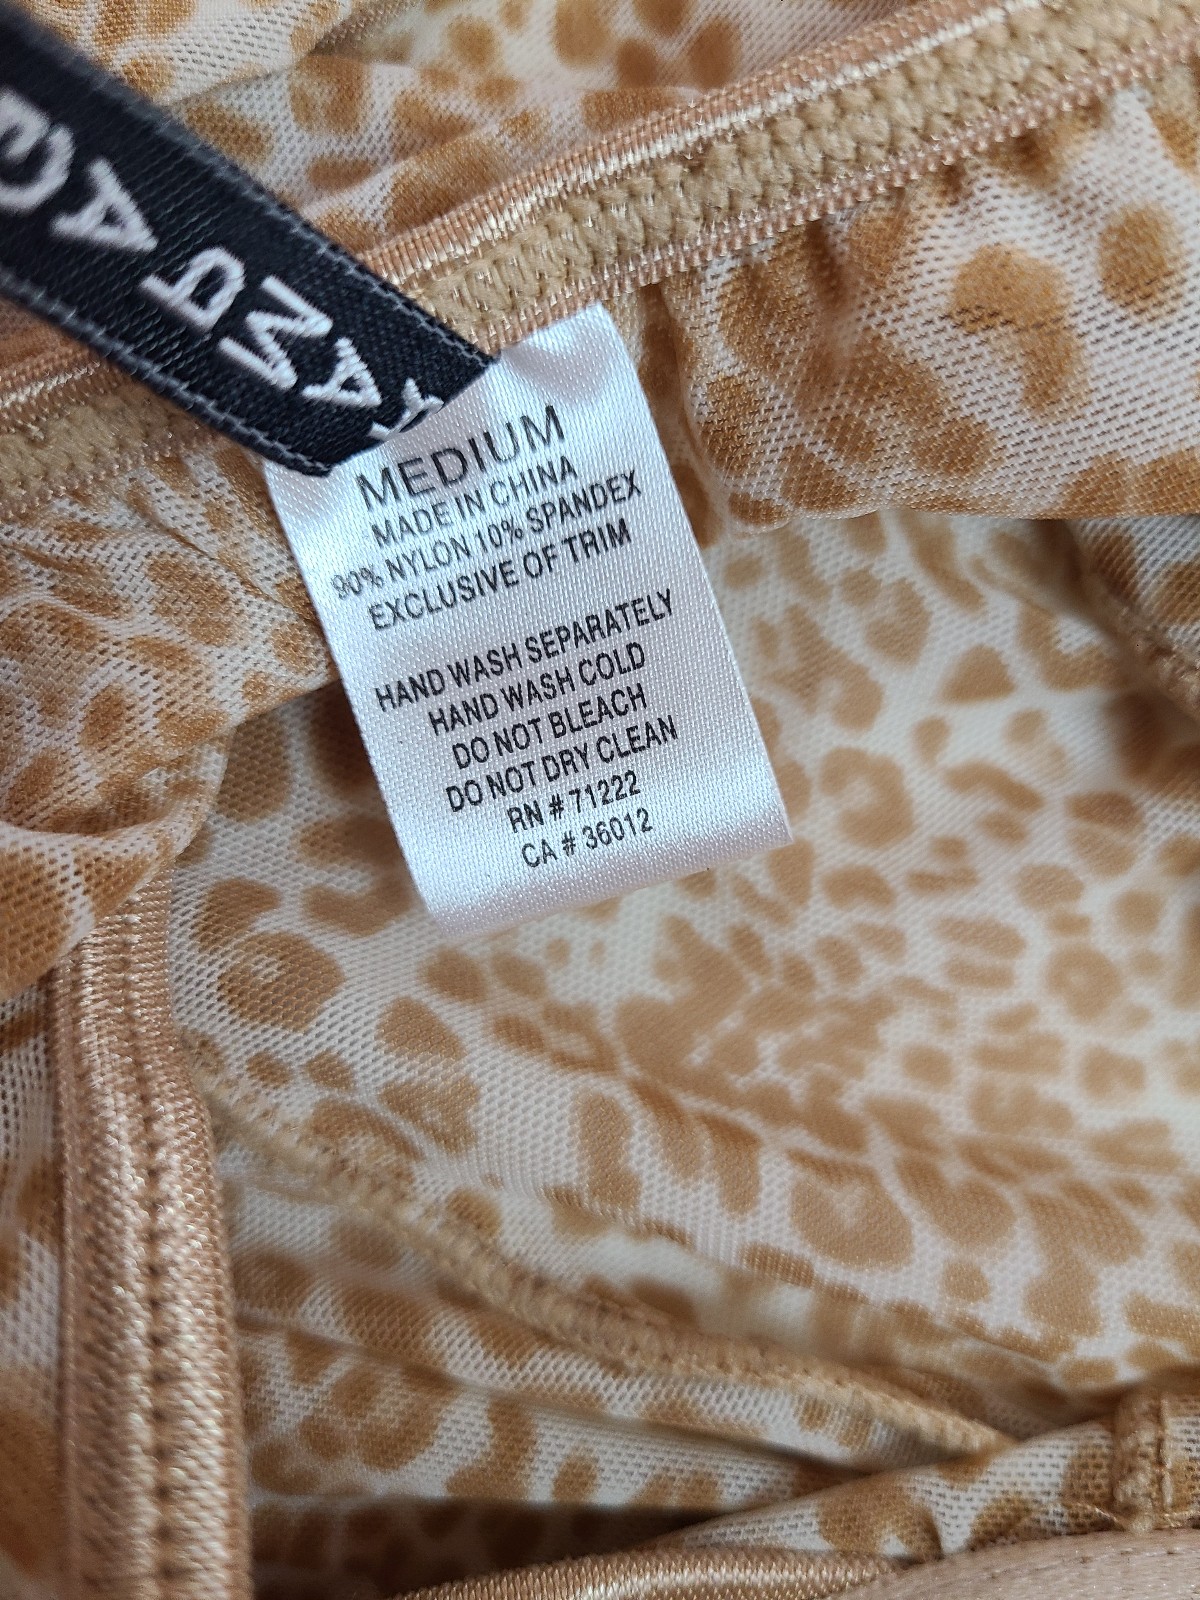 MEDIUM
MADE IN CHINA
90% NYLON 10% SPANDEX
EXCLUSIVE OF TRIM
HAND WASH SEPARATELY
HAND WASH COLD
DO NOT BLEACH
DO NOT DRY CLEAN
RN # 71222
CA # 36012